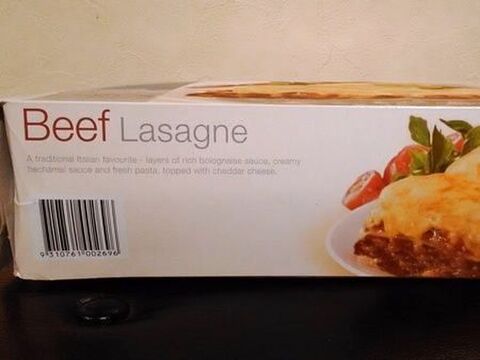 Beef Lasagne
A traditional Italian favourite - layers of rich bolognaise sauce, creamy
bechamel sauce and fresh pasta, topped with cheddar cheese.
9 310761 002696